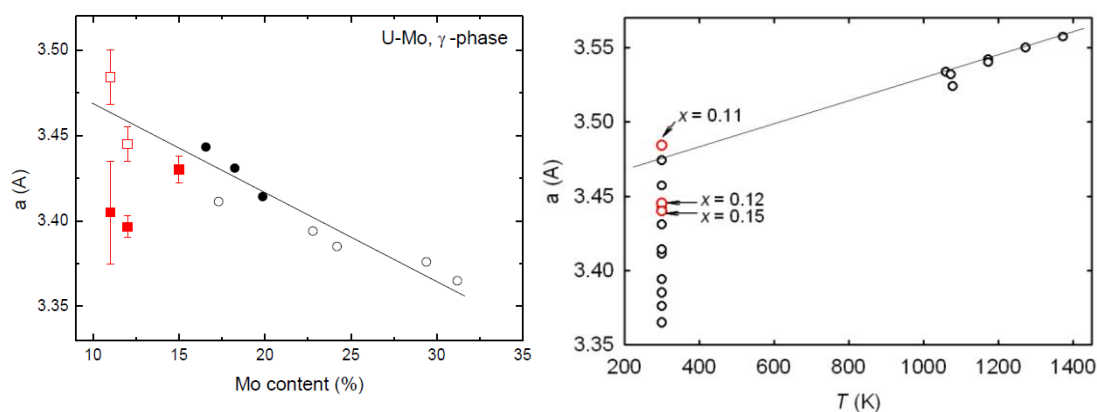 U-Mo, γ-phase
a (A)
3.50
3.45
3.40
3.35
10 15 20 25 30 35
Mo content (%)
a (A)
3.55
3.50
3.45
3.40
3.35
x = 0.11
x = 0.12
x = 0.15
200 400 600 800 1000 1200 1400
T (K)